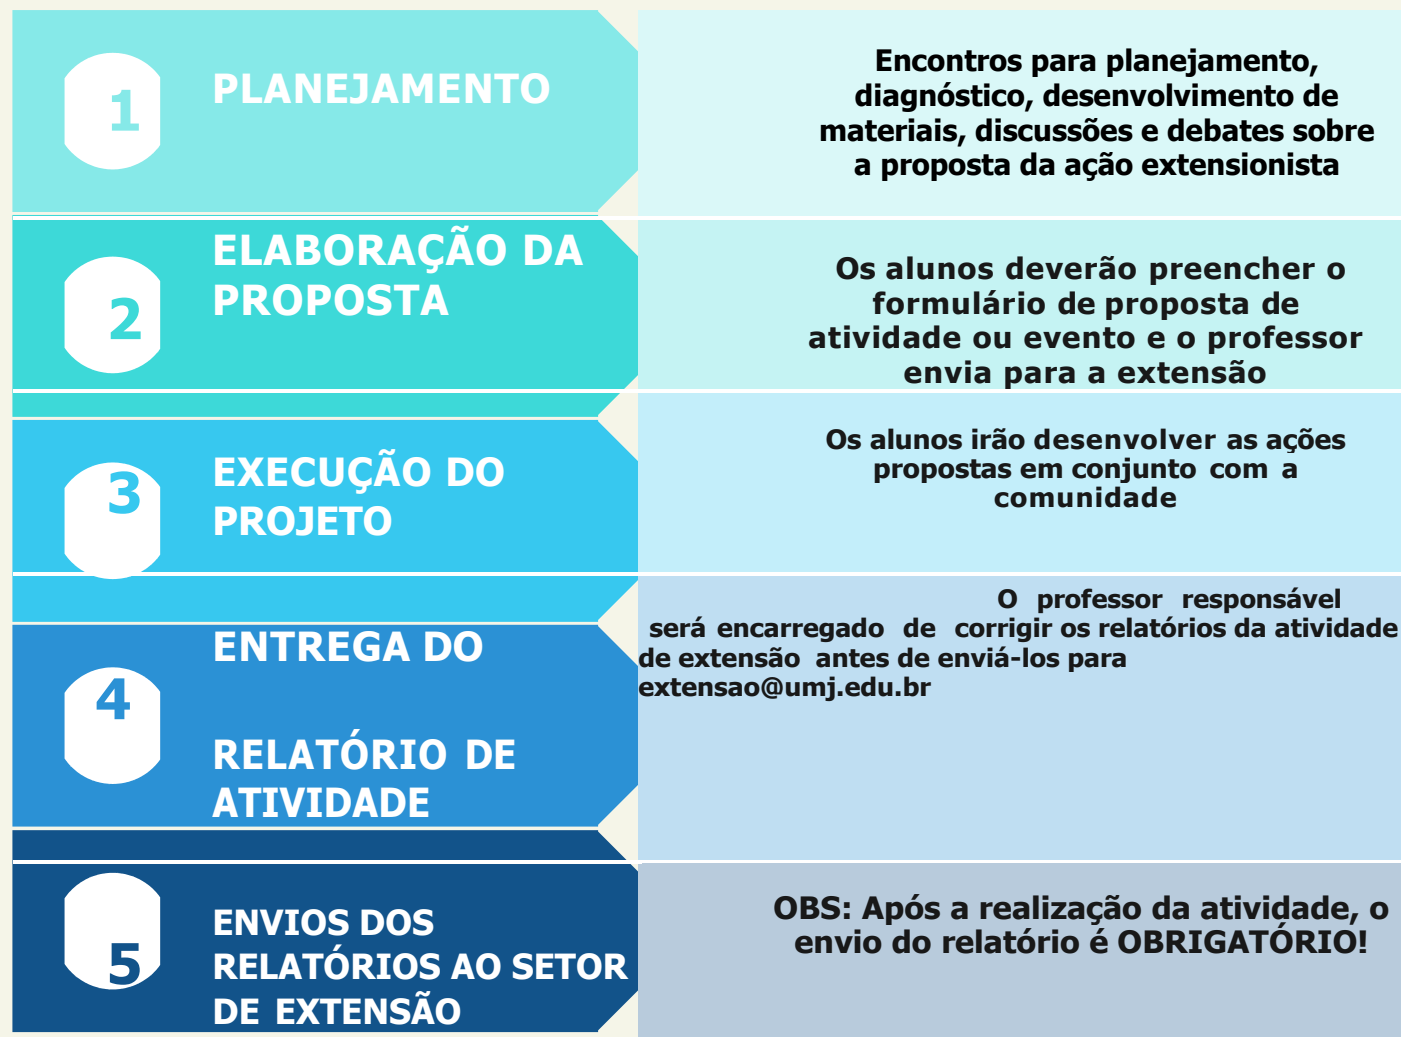 1
PLANEJAMENTO
Encontros para planejamento,
diagnóstico, desenvolvimento de
materiais, discussões e debates sobre
a proposta da ação extensionista
2
ELABORAÇÃO DA
PROPOSTA
Os alunos deverão preencher o
formulário de proposta de
atividade ou evento e o professor
envia para a extensão
3
EXECUÇÃO DO
PROJETO
Os alunos irão desenvolver as ações
propostas em conjunto com a
comunidade
4
ENTREGA DO
RELATÓRIO DE
ATIVIDADE
O professor responsável
será encarregado de corrigir os relatórios da atividade
de extensão antes de enviá-los para
extensao@umj.edu.br
5
ENVIOS DOS
RELATÓRIOS AO SETOR
DE EXTENSÃO
OBS: Após a realização da atividade, o
envio do relatório é OBRIGATÓRIO!